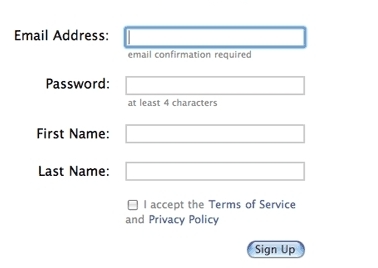 Email Address:
email confirmation required
Password:
at least 4 characters
First Name:
Last Name:
I accept the Terms of Service
and Privacy Policy
Sign Up